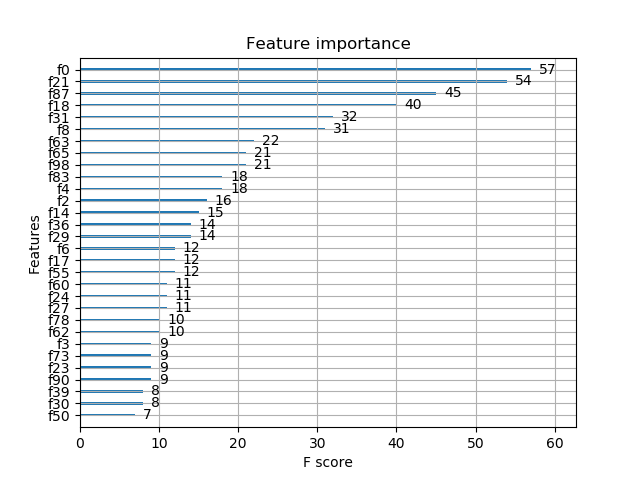 Feature importance
f0 57
f21 54
f87 45
f18 40
f31 32
f8 31
f63 22
f65 21
f98 21
f83 18
f4 18
f2 16
f14 15
f36 14
f29 14
f6 12
f17 12
f55 12
f60 11
f24 11
f27 11
f78 10
f62 10
f3 9
f73 9
f23 9
f90 9
f39 8
f30 8
f50 7
Features
0 10 20 30 40 50 60
F score